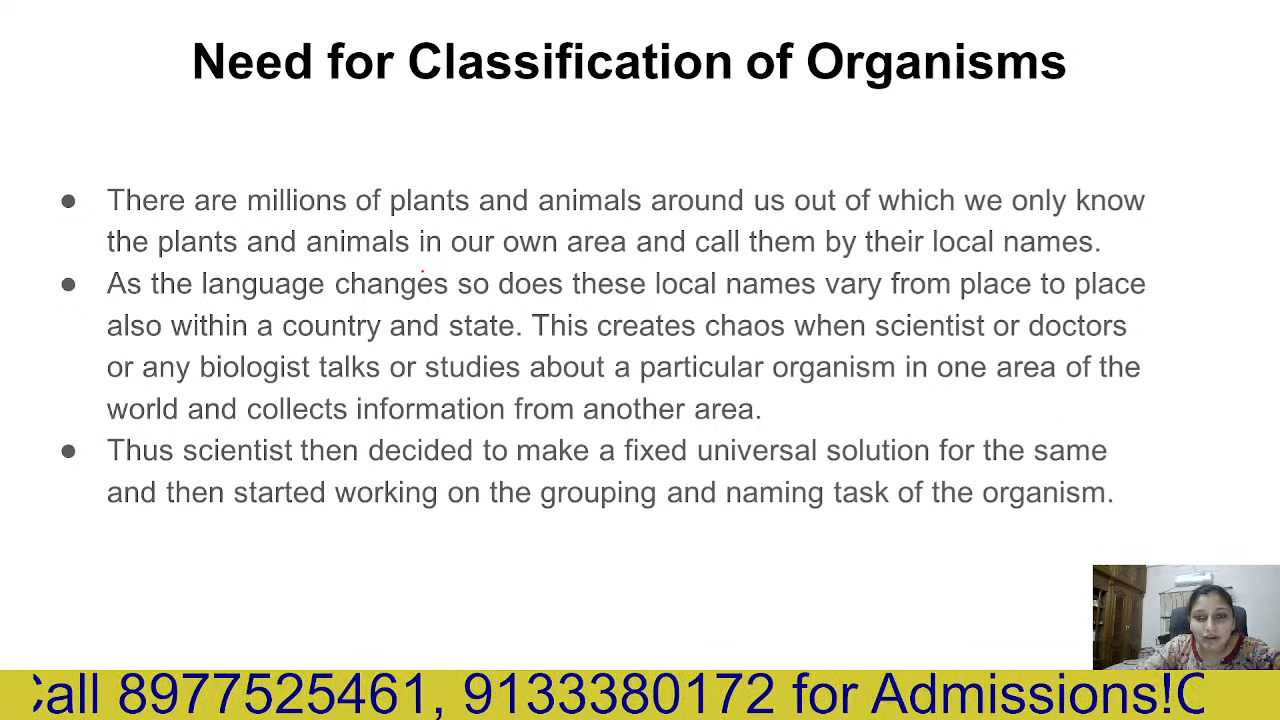 Need for Classification of Organisms
● There are millions of plants and animals around us out of which we only know
the plants and animals in our own area and call them by their local names.
● As the language changes so does these local names vary from place to place
also within a country and state. This creates chaos when scientist or doctors
or any biologist talks or studies about a particular organism in one area of the
world and collects information from another area.
● Thus scientist then decided to make a fixed universal solution for the same
and then started working on the grouping and naming task of the organism.
Call 8977525461, 9133380172 for Admissions!C